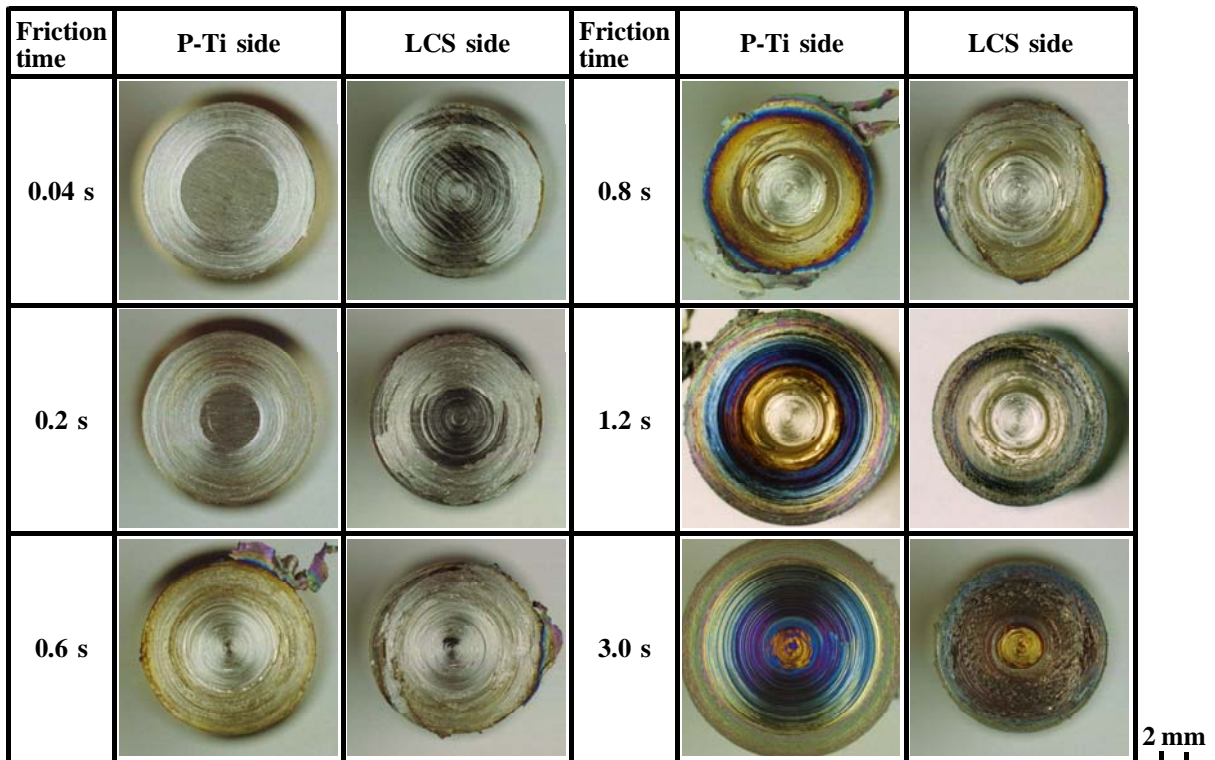 Friction time P-Ti side LCS side Friction time P-Ti side LCS side
0.04 s 0.8 s
0.2 s 1.2 s
0.6 s 3.0 s
2 mm